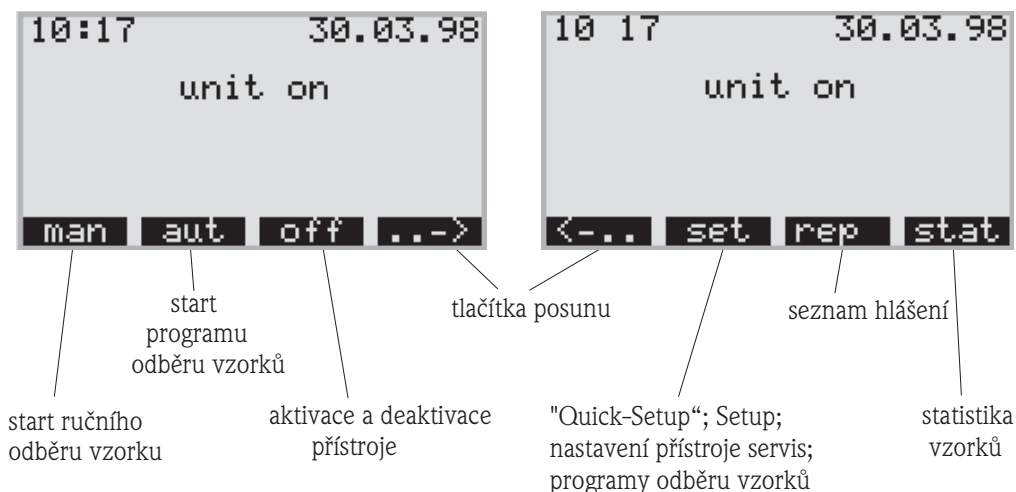 10:17 30.03.98
unit on
man aut off ..->
10 17 30.03.98
unit on
<-.. set rep stat
start
programu
odběru vzorků
tlačítka posunu
seznam hlášení
start ručního
odběru vzorku
aktivace a deaktivace
přístroje
"Quick-Setup“; Setup;
nastavení přístroje servis;
programy odběru vzorků
statistika
vzorků